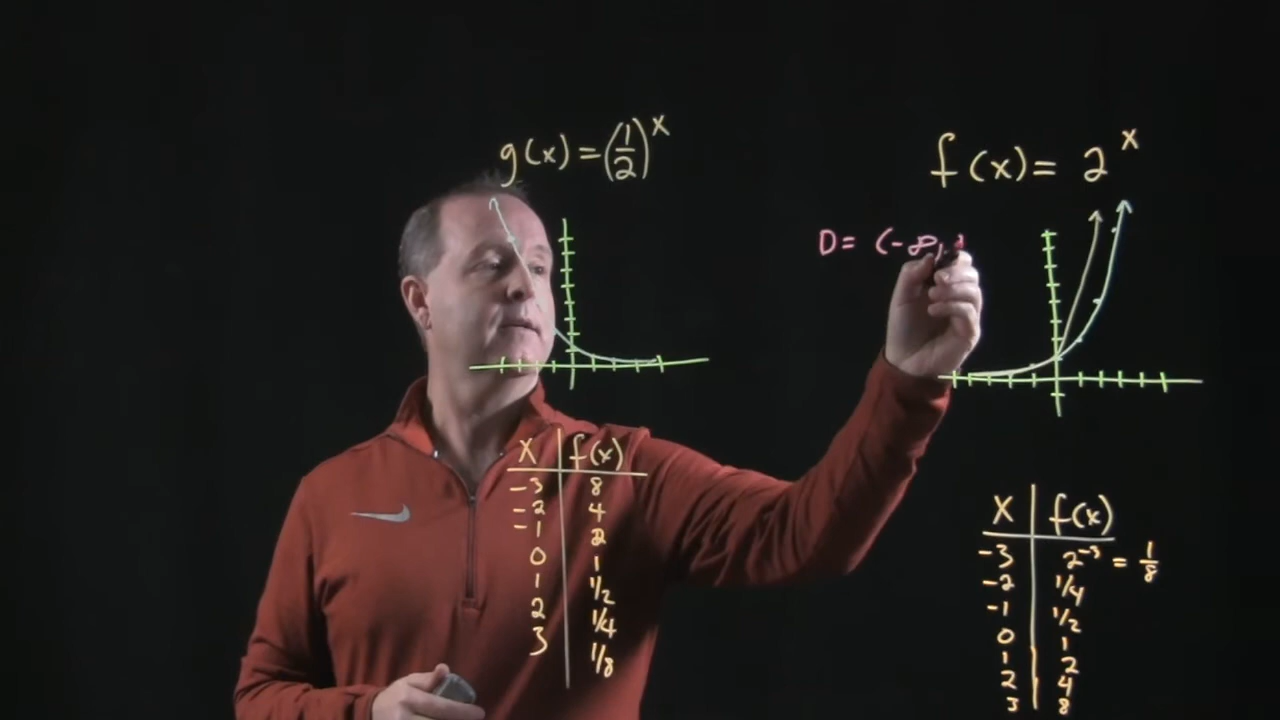 g(x) = (1/2)^x
f(x) = 2^x
D = (-∞,
x f(x)
-3 8
-2 4
-1 2
0 1
1 1/2
2 1/4
3 1/8
x f(x)
-3 2^-3 = 1/8
-2 1/4
-1 1/2
0 1
1 2
2 4
3 8